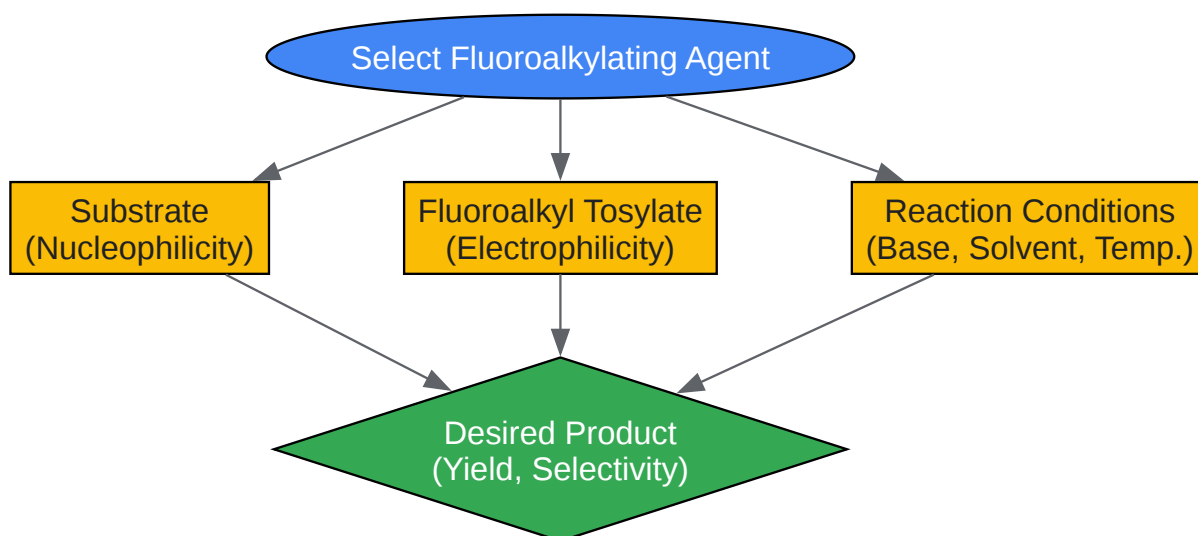 Select Fluoroalkylating Agent
Substrate
(Nucleophilicity)
Fluoroalkyl Tosylate
(Electrophilicity)
Reaction Conditions
(Base, Solvent, Temp.)
Desired Product
(Yield, Selectivity)